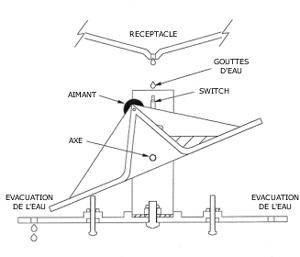 RECEPTACLE
GOUTTES
D'EAU
AIMANT
SWITCH
AXE
EVACUATION
DE L'EAU
EVACUATION
DE L'EAU